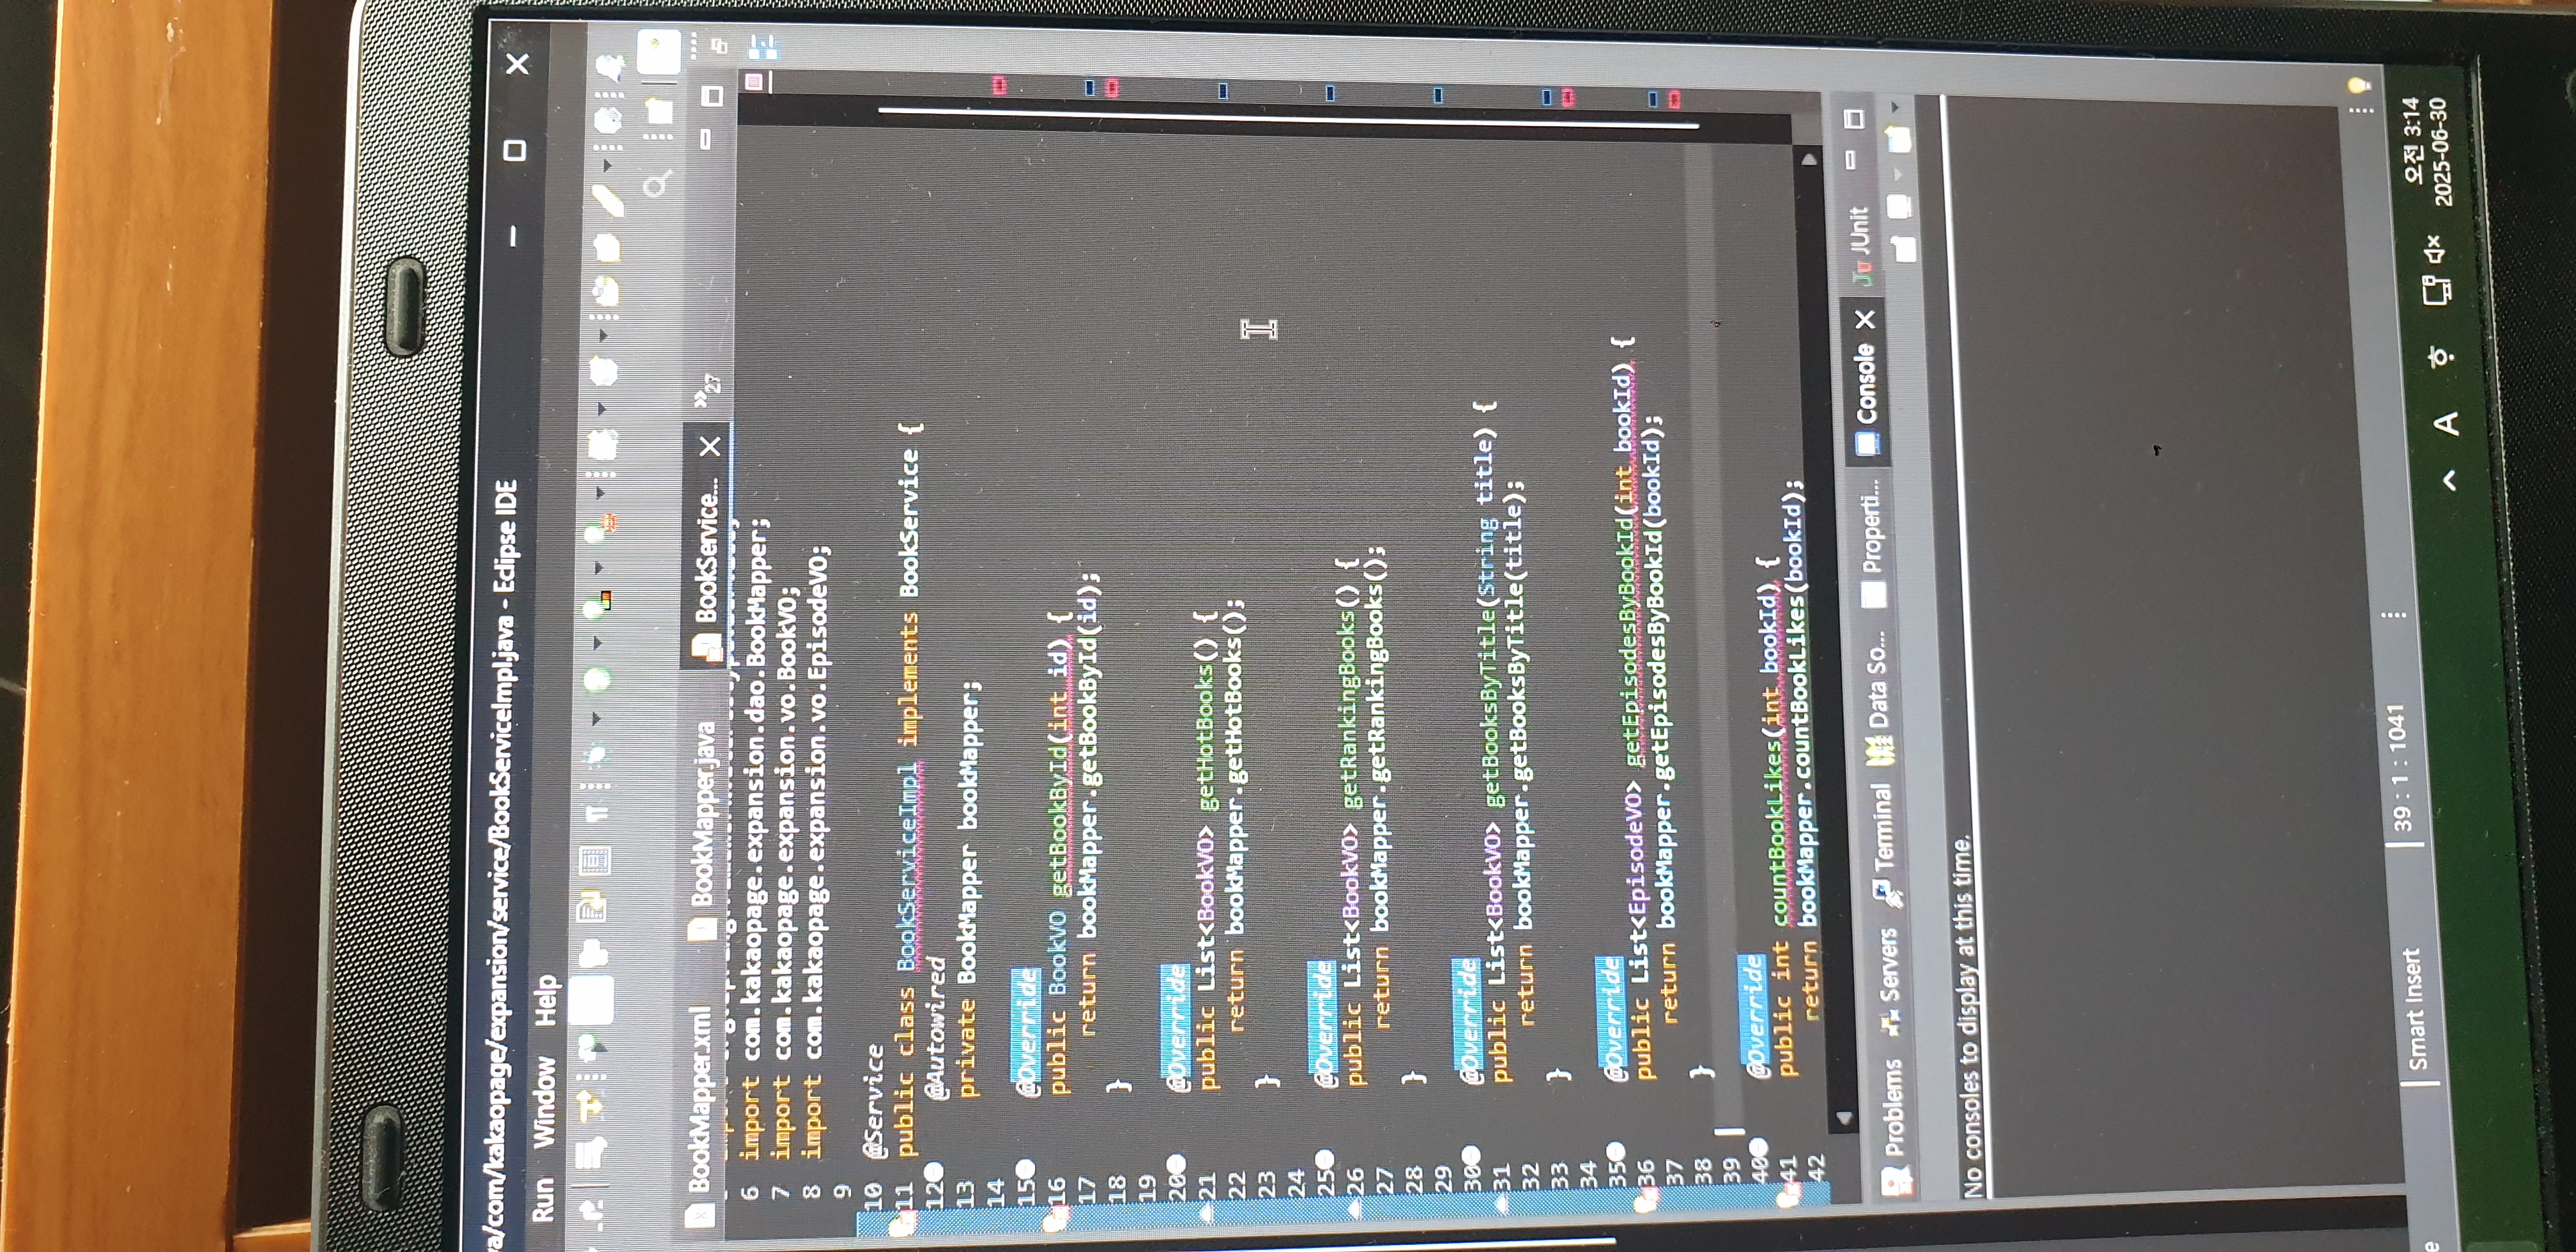 va/com/kakaopage/expansion/service/BookServiceImpl.java - Eclipse IDE
Run Window Help
BookMapper.xml BookMapper.java BookService... 27
6 import com.kakaopage.expansion.dao.BookMapper;
7 import com.kakaopage.expansion.vo.BookVO;
8 import com.kakaopage.expansion.vo.EpisodeVO;
9
10 @Service
11 public class BookServiceImpl implements BookService {
12 @Autowired
13 private BookMapper bookMapper;
14
15 @Override
16 public BookVO getBookById(int id) {
17 return bookMapper.getBookById(id);
18 }
19
20 @Override
21 public List<BookVO> getHotBooks() {
22 return bookMapper.getHotBooks();
23 }
24
25 @Override
26 public List<BookVO> getRankingBooks() {
27 return bookMapper.getRankingBooks();
28 }
29
30 @Override
31 public List<BookVO> getBooksByTitle(String title) {
32 return bookMapper.getBooksByTitle(title);
33 }
34
35 @Override
36 public List<EpisodeVO> getEpisodesByBookId(int bookId) {
37 return bookMapper.getEpisodesByBookId(bookId);
38 }
39
40 @Override
41 public int countBookLikes(int bookId) {
42 return bookMapper.countBookLikes(bookId);
Problems Servers Terminal Data So... Properti... Console JUnit
No consoles to display at this time.
e Smart Insert 39 : 1 : 1041
오전 3:14
A
2025-06-30